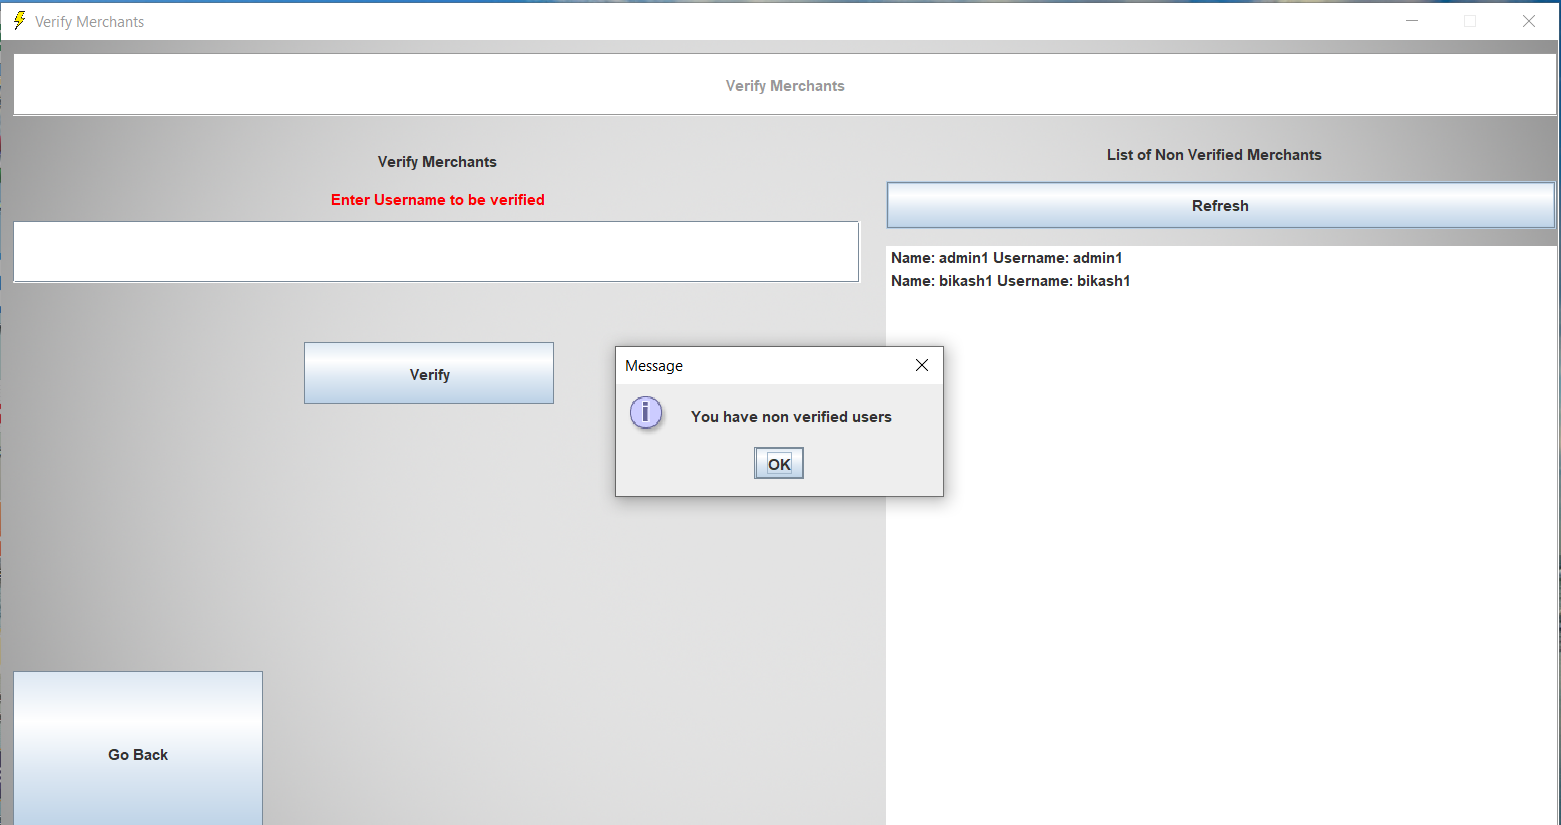 Verify Merchants
Verify Merchants
Verify Merchants
Enter Username to be verified
Verify
Go Back
List of Non Verified Merchants
Refresh
Name: admin1 Username: admin1
Name: bikash1 Username: bikash1
Message
i
You have non verified users
OK